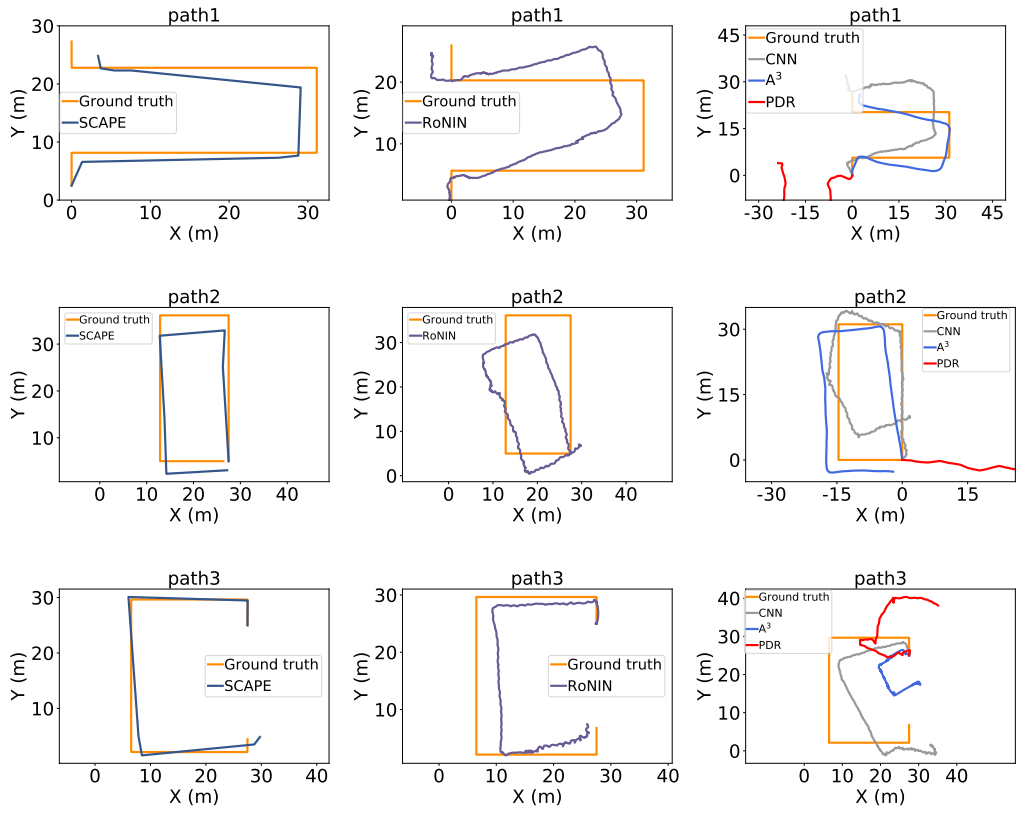 path1
Y (m)
30
20
10
0
Ground truth
SCAPE
0 10 20 30
X (m)
path1
Y (m)
20
10
Ground truth
RoNIN
0 10 20 30
X (m)
path1
Y (m)
45
30
15
0
Ground truth
CNN
A³
PDR
-30 -15 0 15 30 45
X (m)
path2
Y (m)
30
20
10
Ground truth
SCAPE
0 10 20 30 40
X (m)
path2
Y (m)
40
30
20
10
0
Ground truth
RoNIN
0 10 20 30 40
X (m)
path2
Y (m)
30
15
0
Ground truth
CNN
A³
PDR
-30 -15 0 15
X (m)
path3
Y (m)
30
20
10
Ground truth
SCAPE
0 10 20 30 40
X (m)
path3
Y (m)
30
20
10
Ground truth
RoNIN
0 10 20 30 40
X (m)
path3
Y (m)
40
30
20
10
0
Ground truth
CNN
A³
PDR
0 10 20 30 40
X (m)